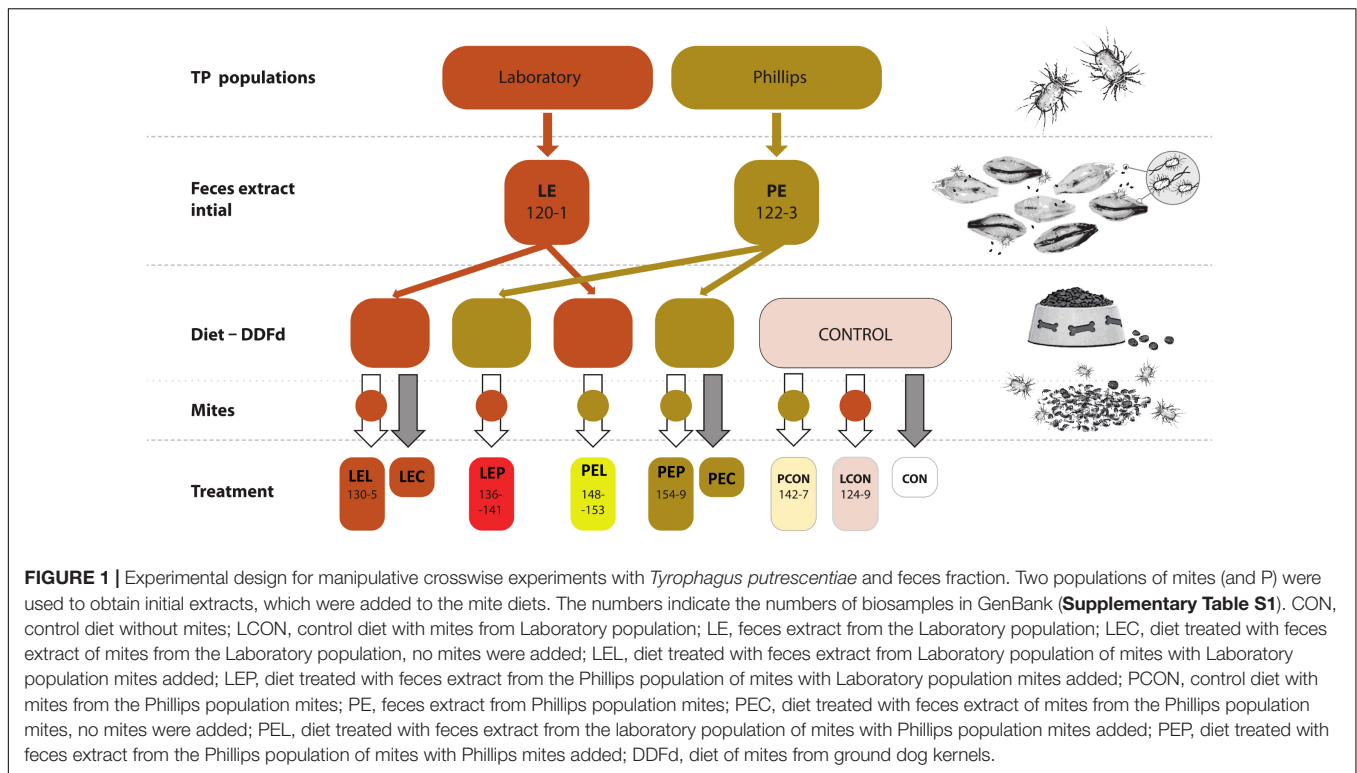 TP populations
Laboratory
Phillips
Feces extract
intial
LE
120-1
PE
122-3
Diet – DDFd
CONTROL
Mites
Treatment
LEL
130-5
LEC
LEP
136-
-141
PEL
148-
-153
PEP
154-9
PEC
PCON
142-7
LCON
124-9
CON
FIGURE 1 | Experimental design for manipulative crosswise experiments with Tyrophagus putrescentiae and feces fraction. Two populations of mites (and P) were
used to obtain initial extracts, which were added to the mite diets. The numbers indicate the numbers of biosamples in GenBank (Supplementary Table S1). CON,
control diet without mites; LCON, control diet with mites from Laboratory population; LE, feces extract from the Laboratory population; LEC, diet treated with feces
extract of mites from the Laboratory population, no mites were added; LEL, diet treated with feces extract from Laboratory population of mites with Laboratory
population mites added; LEP, diet treated with feces extract from the Phillips population of mites with Laboratory population mites added; PCON, control diet with
mites from the Phillips population mites; PE, feces extract from Phillips population mites; PEC, diet treated with feces extract of mites from the Phillips population
mites, no mites were added; PEL, diet treated with feces extract from the laboratory population of mites with Phillips population mites added; PEP, diet treated with
feces extract from the Phillips population of mites with Phillips mites added; DDFd, diet of mites from ground dog kernels.